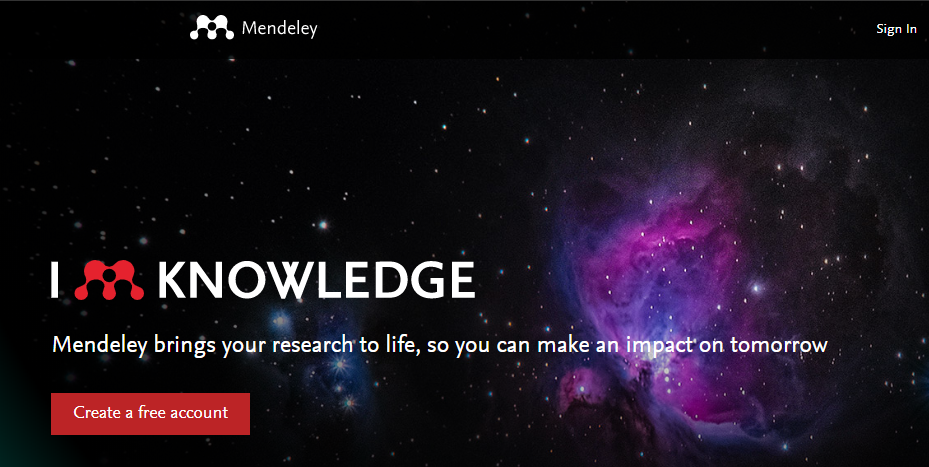 Mendeley
Sign In
I KNOWLEDGE
Mendeley brings your research to life, so you can make an impact on tomorrow
Create a free account